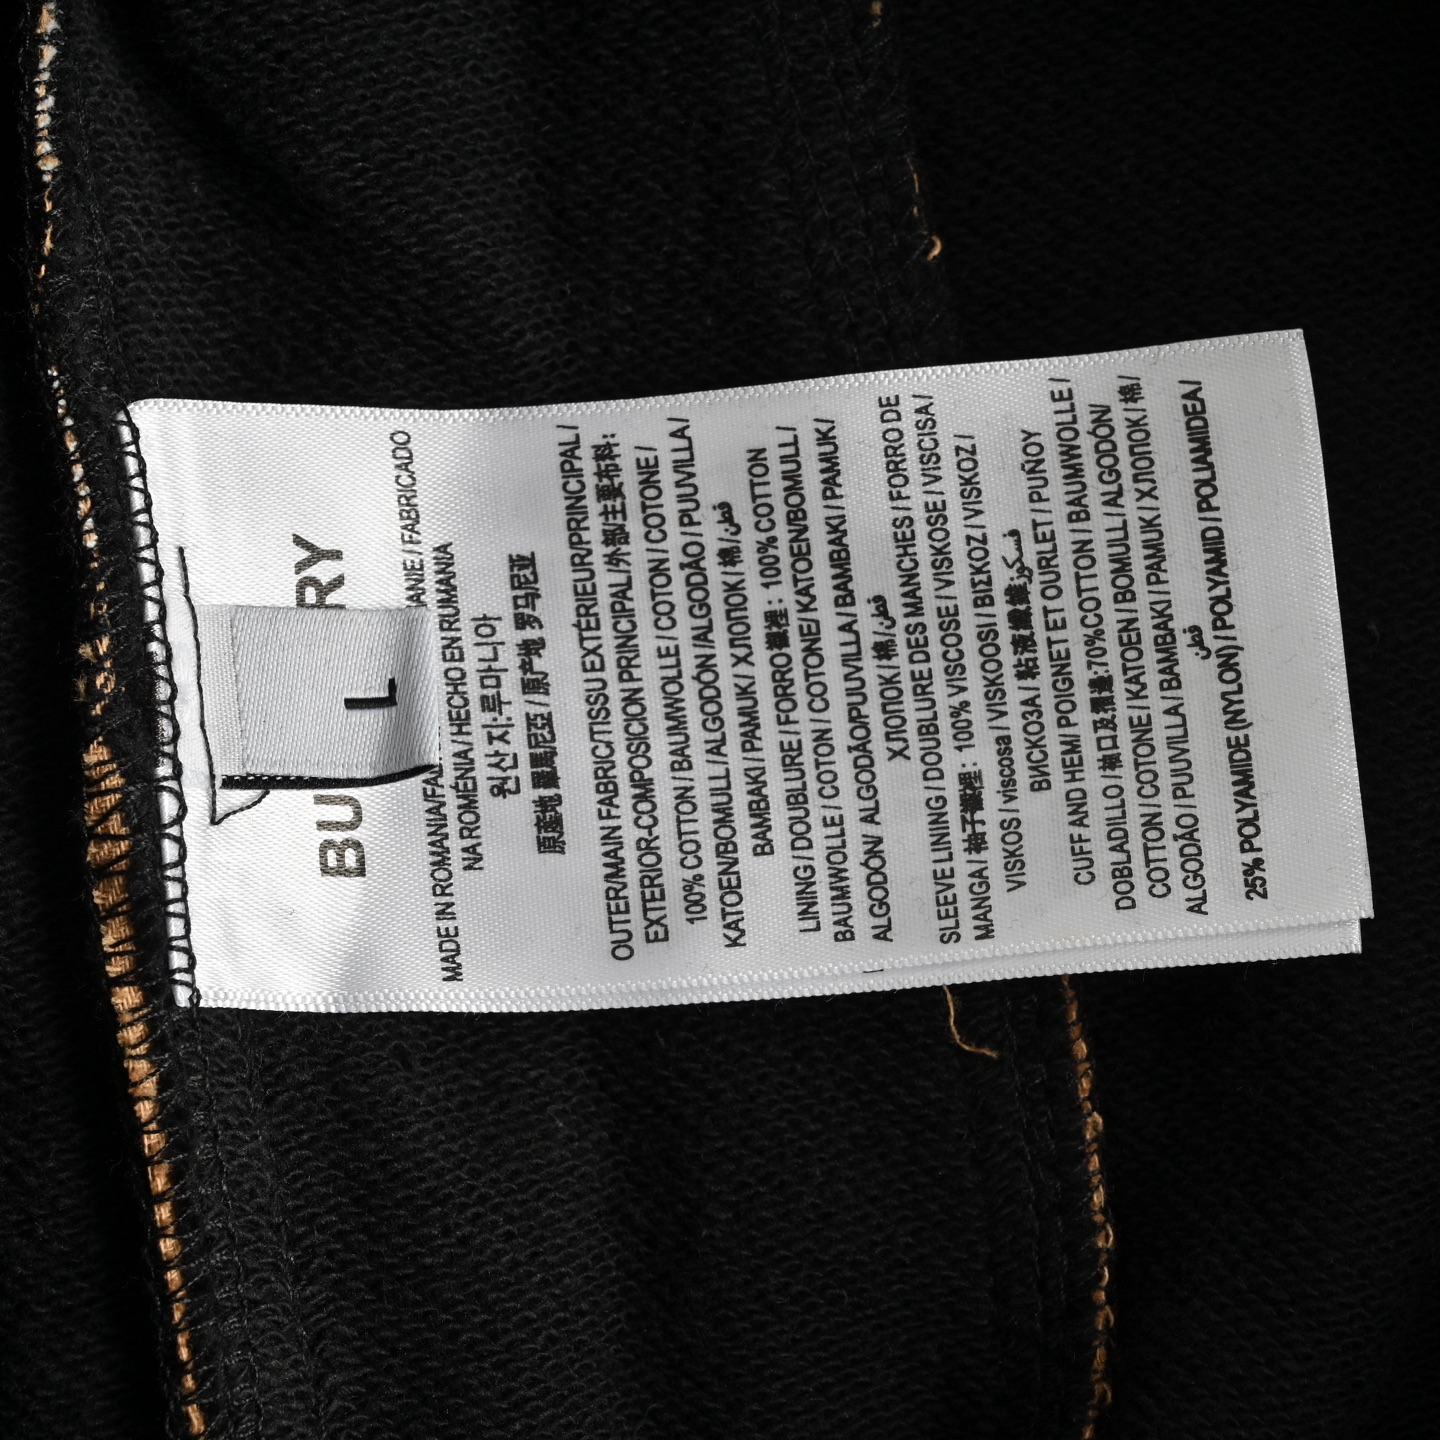 BU RY
L
MADE IN ROMANIA/FA ANIE / FABRICADO
NA ROMÉNIA / HECHO EN RUMANIA
원산지:루마니아
原產地 羅馬尼亞 / 原产地 罗马尼亚
OUTER/MAIN FABRIC/TISSU EXTÉRIEUR/PRINCIPAL /
EXTERIOR-COMPOSICION PRINCIPAL /外部/主要布料:
100% COTTON / BAUMWOLLE / COTON / COTONE /
KATOEN/BOMULL / ALGODÓN /ALGODÃO / PUUVILLA /
BAMBAKI / PAMUK / ХЛОПОК / 棉 / قطن
LINING / DOUBLURE / FORRO 襯裡 : 100% COTTON
BAUMWOLLE / COTON / COTONE/ KATOEN/BOMULL /
ALGODÓN/ ALGODÃO/PUUVILLA / BAMBAKI / PAMUK/
ХЛОПОК / 棉 / قطن
SLEEVE LINING / DOUBLURE DES MANCHES / FORRO DE
MANGA / 袖子襯裡: 100% VISCOSE / VISKOSE / VISCISA /
VISKOS / viscosa / VISKOOSI / ΒΙΣΚΟΖ / VISKOZ /
ВИСКОЗА / 粘液纖維 فسكوز
CUFF AND HEM/ POIGNET ET OURLET / PUÑOY
DOBLADILLO / 袖口及襬邊:70%COTTON / BAUMWOLLE /
COTTON / COTONE / KATOEN / BOMULL / ALGODÓN/
ALGODÃO / PUUVILLA / BAMBAKI / PAMUK / ХЛОПОК / 棉/
قطن
25% POLYAMIDE (NYLON) / POLYAMID / POLIAMIDEA/